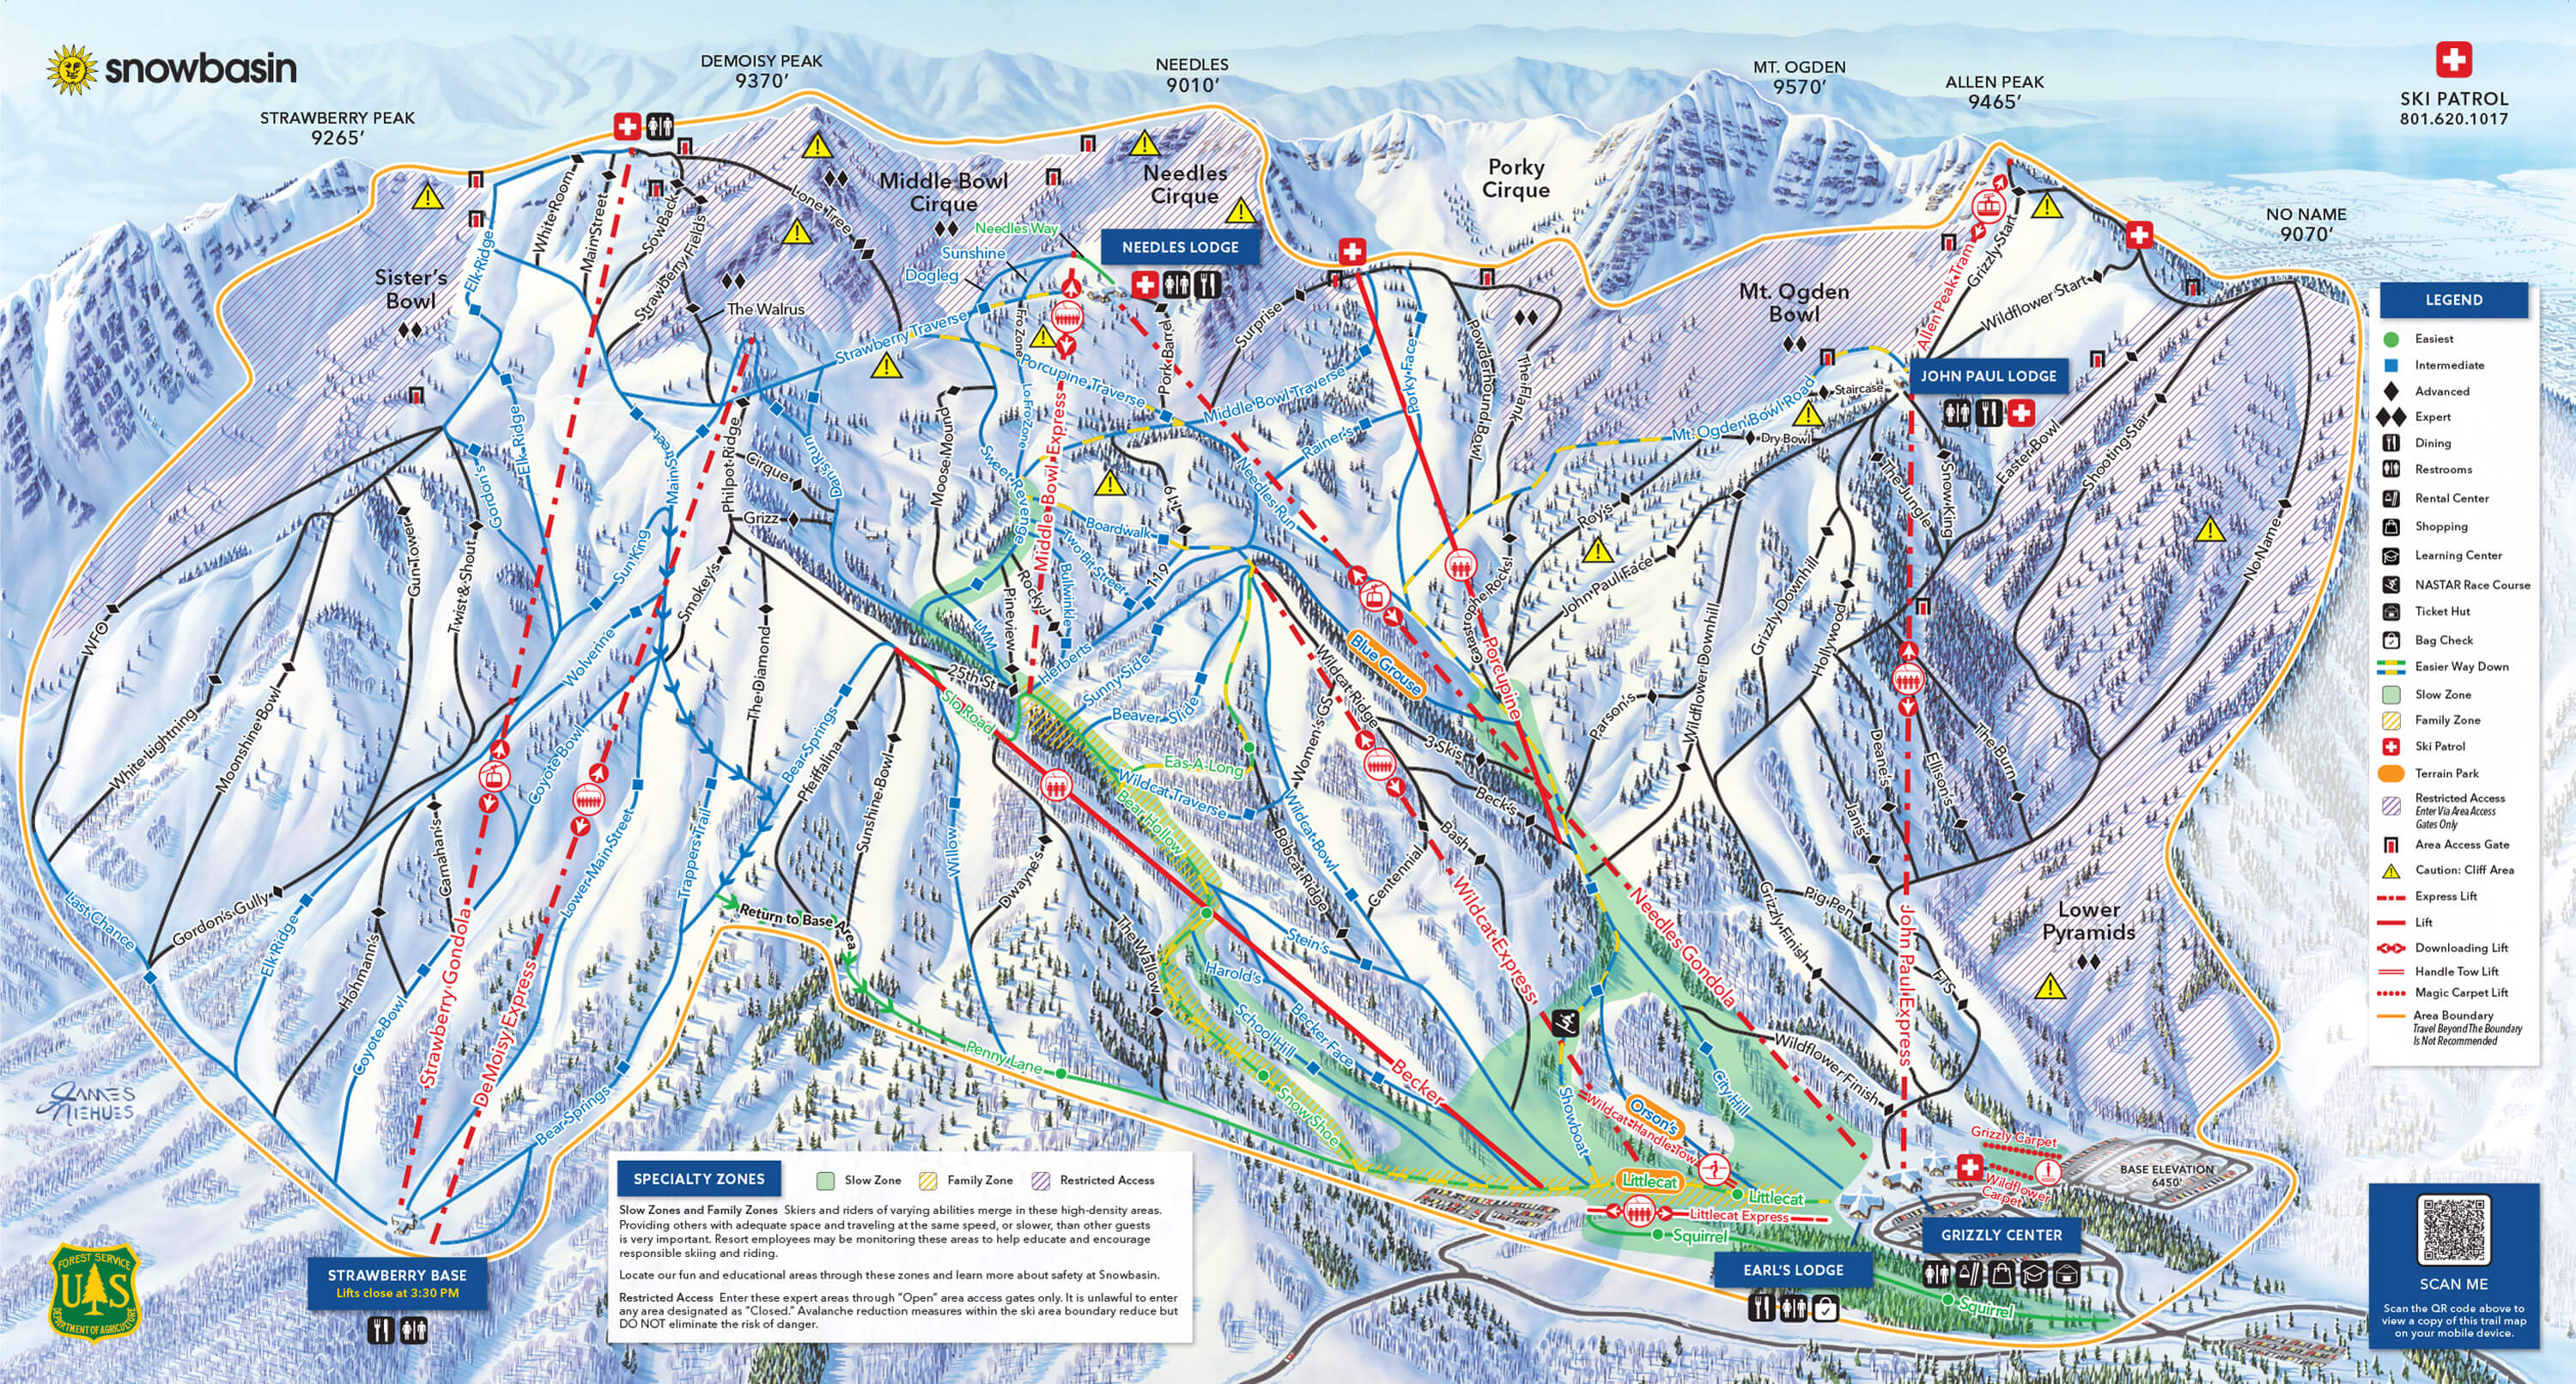 snowbasin
STRAWBERRY PEAK
9265'
DEMOISY PEAK
9370'
NEEDLES
9010'
MT. OGDEN
9570'
ALLEN PEAK
9465'
NO NAME
9070'
SKI PATROL
801.620.1017
Sister's
Bowl
Middle Bowl
Cirque
Needles
Cirque
Porky
Cirque
Mt. Ogden
Bowl
Lower
Pyramids
NEEDLES LODGE
JOHN PAUL LODGE
Needles Way
Sunshine
Dogleg
Elk Ridge
White Room
Main Street
SowBack
Strawberry Fields
Lone Tree
The Walrus
Strawberry Traverse
Porcupine Traverse
Fro Zone
Lo Fro Zone
Pork Barrel
Surprise
Middle Bowl Traverse
Porky Face
Rainer's
Powderhound Bowl
The Flank
Mt. Ogden Bowl Road
Staircase
Dry Bowl
Allen Peak Tram
Grizzly Start
Wildflower Start
Easter Bowl
Shooting Star
No Name
Snow King
The Jungle
Roy's
John Paul Face
Grizzly Downhill
Hollywood
Wildflower Downhill
Parson's
Catastrophe Rocks!
Porcupine
Needles Run
Blue Grouse
Boardwalk
119
Two Bit Street
Bullwinkle
119
Rocky J
Pineview
Sweet Revenge
Middle Bowl Express
Moose Mound
Dan's Run
Cirque
Grizz
Philpot Ridge
Main Street
Elk Ridge
Gordon's
Sun King
Smokey's
Gun Tower
Twist & Shout
WFO
White Lightning
Moonshine Bowl
Wolverine
The Diamond
LMM
25th St
Slo Road
Herberts
Sunny Side
Beaver Slide
Eas-A-Long
Wildcat Traverse
Bear Hollow
Wildcat Ridge
Women's GS
3 Skis
Beck's
Bash
Centennial
Wildcat Bowl
Bobcat Ridge
Stein's
Harold's
Becker Face
School Hill
Becker
Snow Shoe
The Wallow
Dwayne's
Willow
Sunshine Bowl
Pfeiffalina
Bear Springs
Trappers Trail
Lower Main Street
Coyote Bowl
Camahan's
Hohmann's
Gordon's Gully
Last Chance
Elk Ridge
Coyote Bowl
Strawberry Gondola
DeMoisy Express
Bear Springs
Return to Base Area
Penny Lane
Wildcat Express
Needles Gondola
John Paul Express
Deane's
Janis'
Ellison's
The Burn
Pig Pen
Grizzly Finish
FTS
Wildflower Finish
City Hill
Showboat
Orson's
Wildcat Handle Tow
Littlecat
Littlecat
Littlecat Express
Squirrel
Squirrel
Grizzly Carpet
Wildflower
Carpet
BASE ELEVATION
6450'
GRIZZLY CENTER
EARL'S LODGE
STRAWBERRY BASE
Lifts close at 3:30 PM
JAMES
NIEHUES
FOREST SERVICE
U S
DEPARTMENT OF AGRICULTURE
SPECIALTY ZONES
Slow Zone
Family Zone
Restricted Access
Slow Zones and Family Zones Skiers and riders of varying abilities merge in these high-density areas.
Providing others with adequate space and traveling at the same speed, or slower, than other guests
is very important. Resort employees may be monitoring these areas to help educate and encourage
responsible skiing and riding.
Locate our fun and educational areas through these zones and learn more about safety at Snowbasin.
Restricted Access Enter these expert areas through "Open" area access gates only. It is unlawful to enter
any area designated as "Closed." Avalanche reduction measures within the ski area boundary reduce but
DO NOT eliminate the risk of danger.
LEGEND
Easiest
Intermediate
Advanced
Expert
Dining
Restrooms
Rental Center
Shopping
Learning Center
NASTAR Race Course
Ticket Hut
Bag Check
Easier Way Down
Slow Zone
Family Zone
Ski Patrol
Terrain Park
Restricted Access
Enter Via Area Access
Gates Only
Area Access Gate
Caution: Cliff Area
Express Lift
Lift
Downloading Lift
Handle Tow Lift
Magic Carpet Lift
Area Boundary
Travel Beyond The Boundary
Is Not Recommended
SCAN ME
Scan the QR code above to
view a copy of this trail map
on your mobile device.